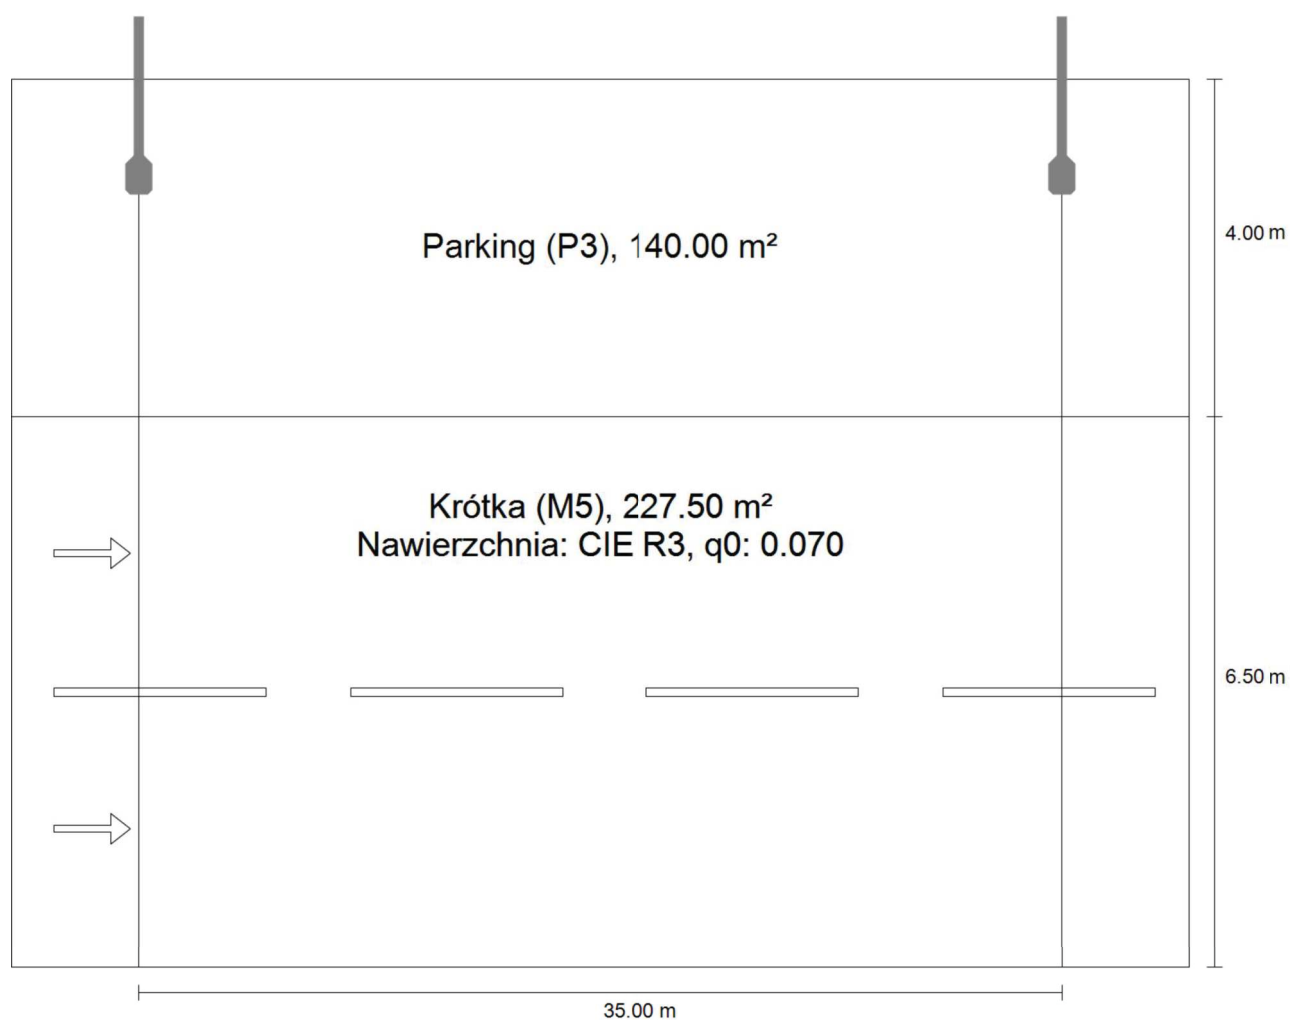 Parking (P3), 140.00 m²
4.00 m
Krótka (M5), 227.50 m²
Nawierzchnia: CIE R3, q0: 0.070
6.50 m
35.00 m